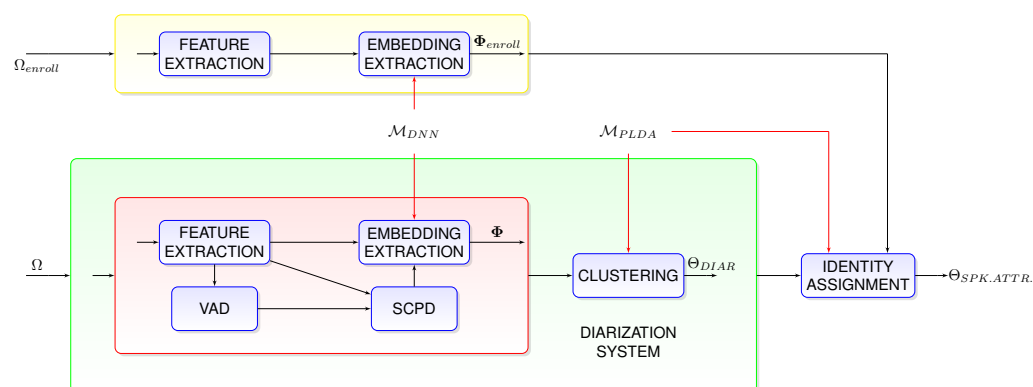 FEATURE
EXTRACTION
EMBEDDING
EXTRACTION
Φ_enroll
Ω_enroll
M_DNN
M_PLDA
FEATURE
EXTRACTION
EMBEDDING
EXTRACTION
Φ
Ω
CLUSTERING
Θ_DIAR
IDENTITY
ASSIGNMENT
Θ_SPK.ATTR.
VAD
SCPD
DIARIZATION
SYSTEM